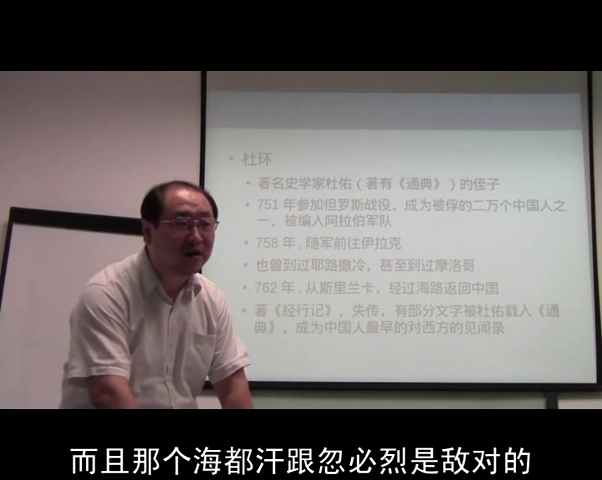 杜环
著名史学家杜佑（著有《通典》）的侄子
751 年参加怛罗斯战役，成为被俘的二万个中国人之
一，被编入阿拉伯军队
758 年，随军前往伊拉克
也曾到过耶路撒冷，甚至到过摩洛哥
762 年，从斯里兰卡，经过海路返回中国
著《经行记》，失传，有部分文字被杜佑载入《通
典》，成为中国人最早的对西方的见闻录
而且那个海都汗跟忽必烈是敌对的